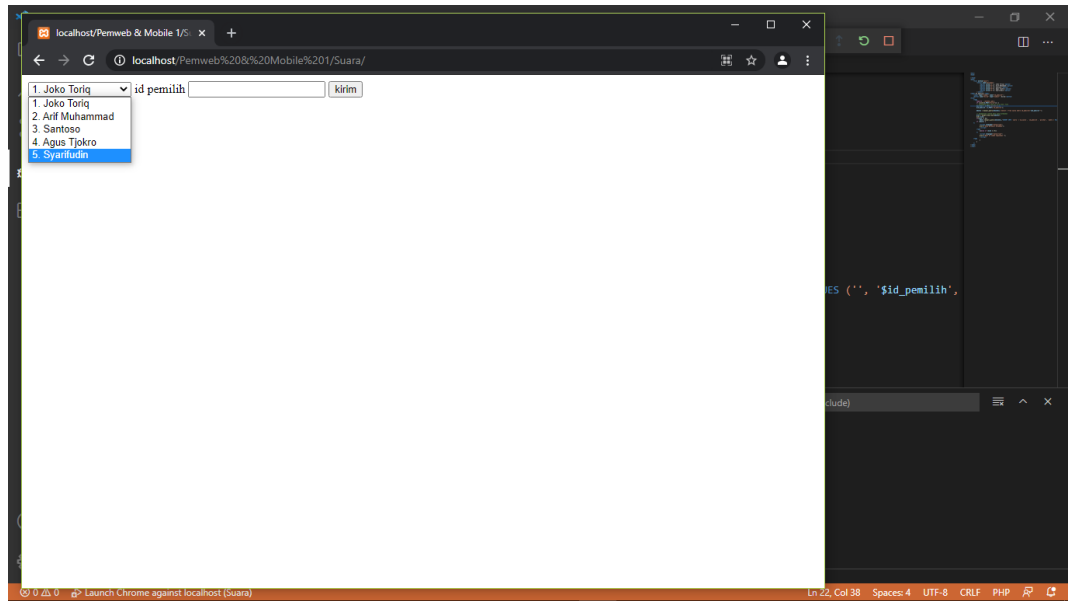 localhost/Pemweb & Mobile 1/S
localhost/Pemweb%20&%20Mobile%201/Suara/
1. Joko Toriq id pemilih kirim
1. Joko Toriq
2. Arif Muhammad
3. Santoso
4. Agus Tjokro
5. Syarifudin
UES ('', '$id_pemilih',
clude)
0 0 Launch Chrome against localhost (Suara) Ln 22, Col 38 Spaces: 4 UTF-8 CRLF PHP